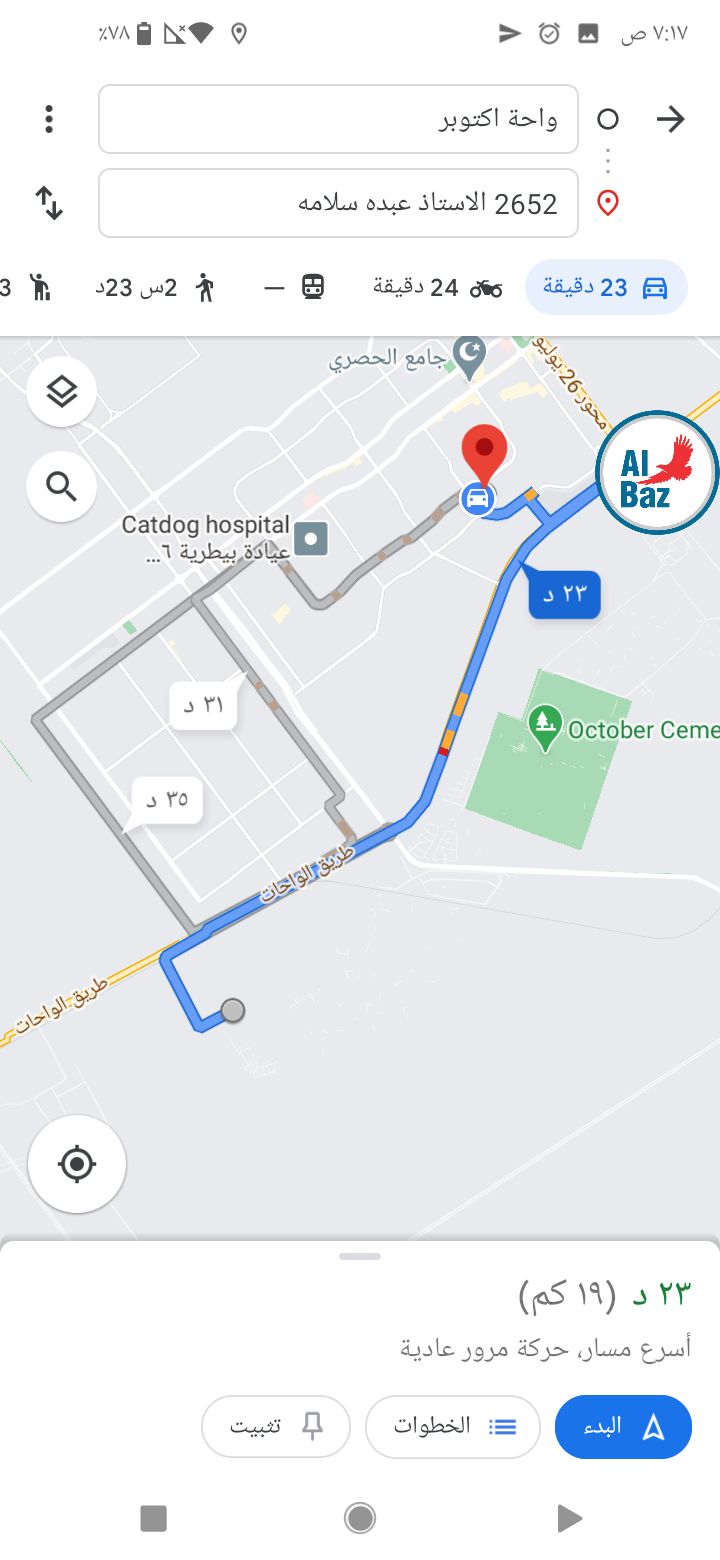 ٧:١٧ ص
٪٧٨
واحة اكتوبر
2652 الاستاذ عبده سلامه
23 دقيقة
24 دقيقة
—
2س 23د
3
جامع الحصري
محور 26 يوليو
Al
Baz
Catdog hospital
عيادة بيطرية ٦...
٢٣ د
٣١ د
October Ceme
٣٥ د
طريق الواحات
طريق الواحات
٢٣ د (١٩ كم)
أسرع مسار، حركة مرور عادية
البدء
الخطوات
تثبيت